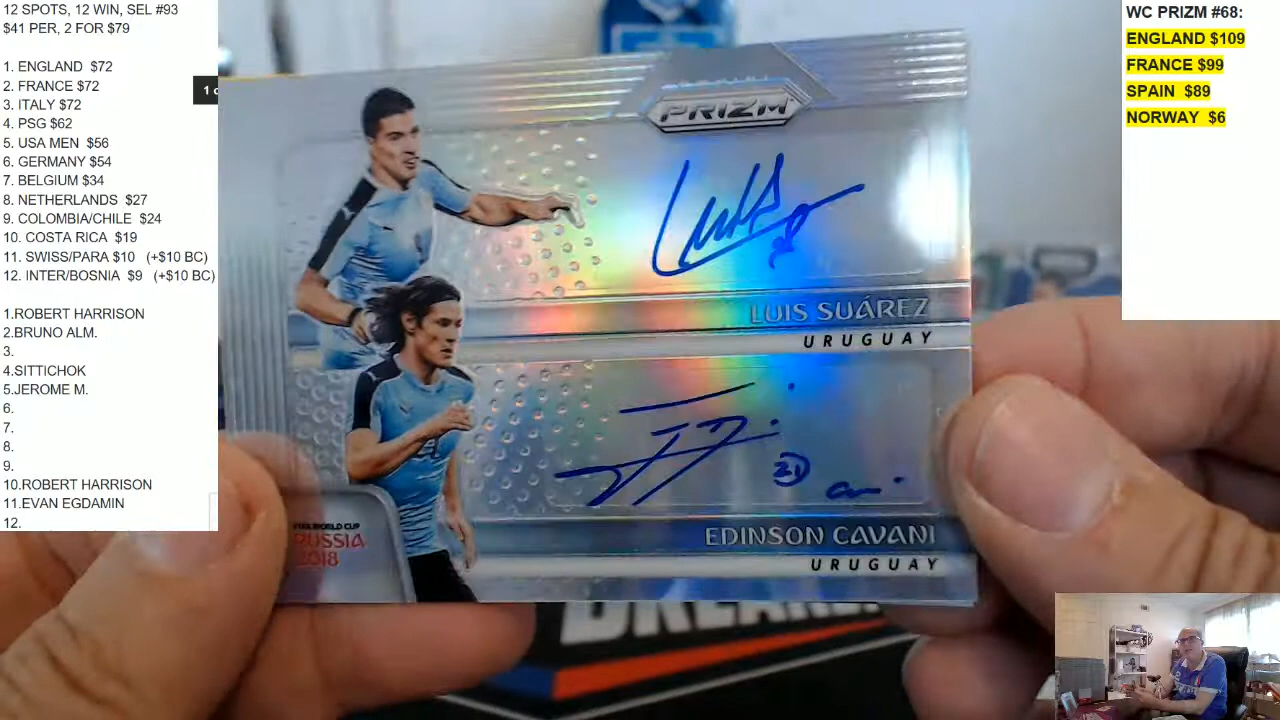 12 SPOTS, 12 WIN, SEL #93
$41 PER, 2 FOR $79
1. ENGLAND $72
2. FRANCE $72
3. ITALY $72
4. PSG $62
5. USA MEN $56
6. GERMANY $54
7. BELGIUM $34
8. NETHERLANDS $27
9. COLOMBIA/CHILE $24
10. COSTA RICA $19
11. SWISS/PARA $10 (+$10 BC)
12. INTER/BOSNIA $9 (+$10 BC)
1.ROBERT HARRISON
2.BRUNO ALM.
3.
4.SITTICHOK
5.JEROME M.
6.
7.
8.
9.
10.ROBERT HARRISON
11.EVAN EGDAMIN
12.
1
PRIZM
LUIS SUÁREZ
URUGUAY
EDINSON CAVANI
URUGUAY
FIFA WORLD CUP
RUSSIA
2018
WC PRIZM #68:
ENGLAND $109
FRANCE $99
SPAIN $89
NORWAY $6